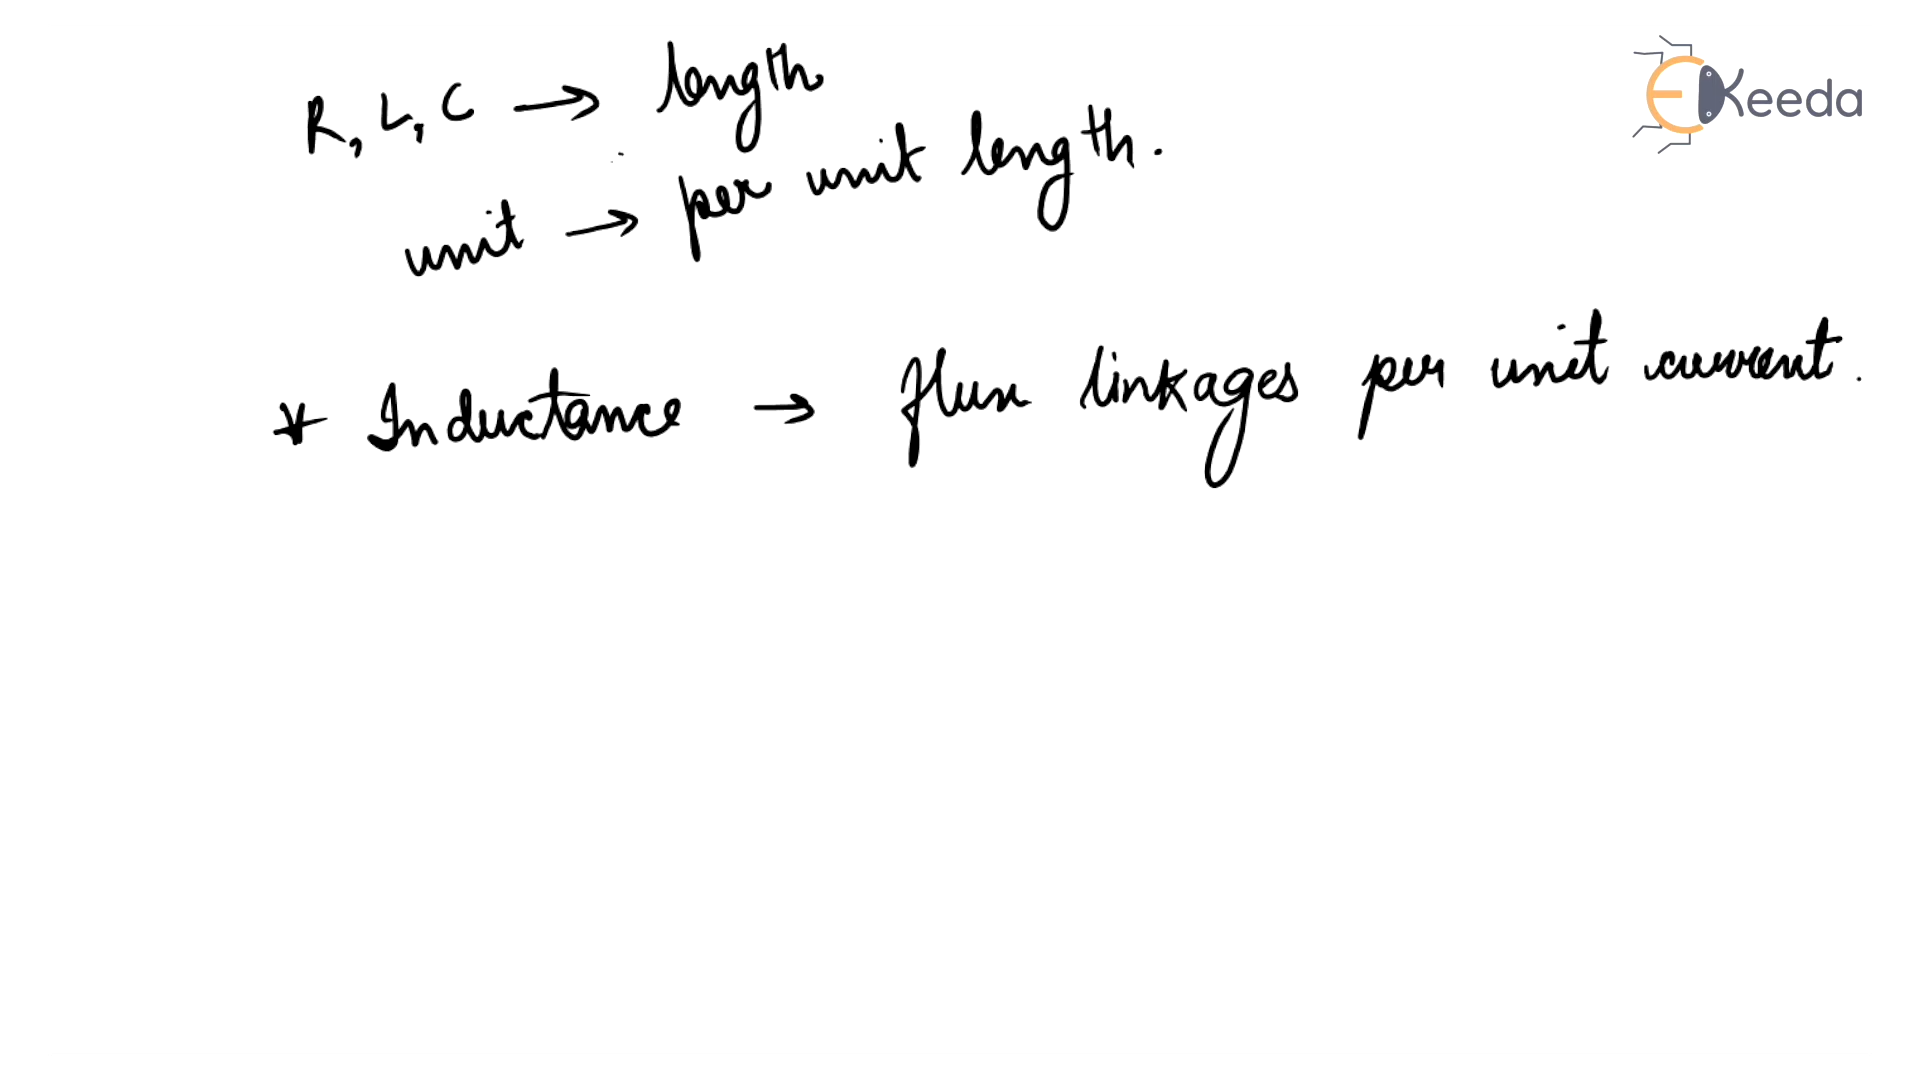 R, L, C → length
unit → per unit length.
* Inductance → flux linkages per unit current.
EKeeda